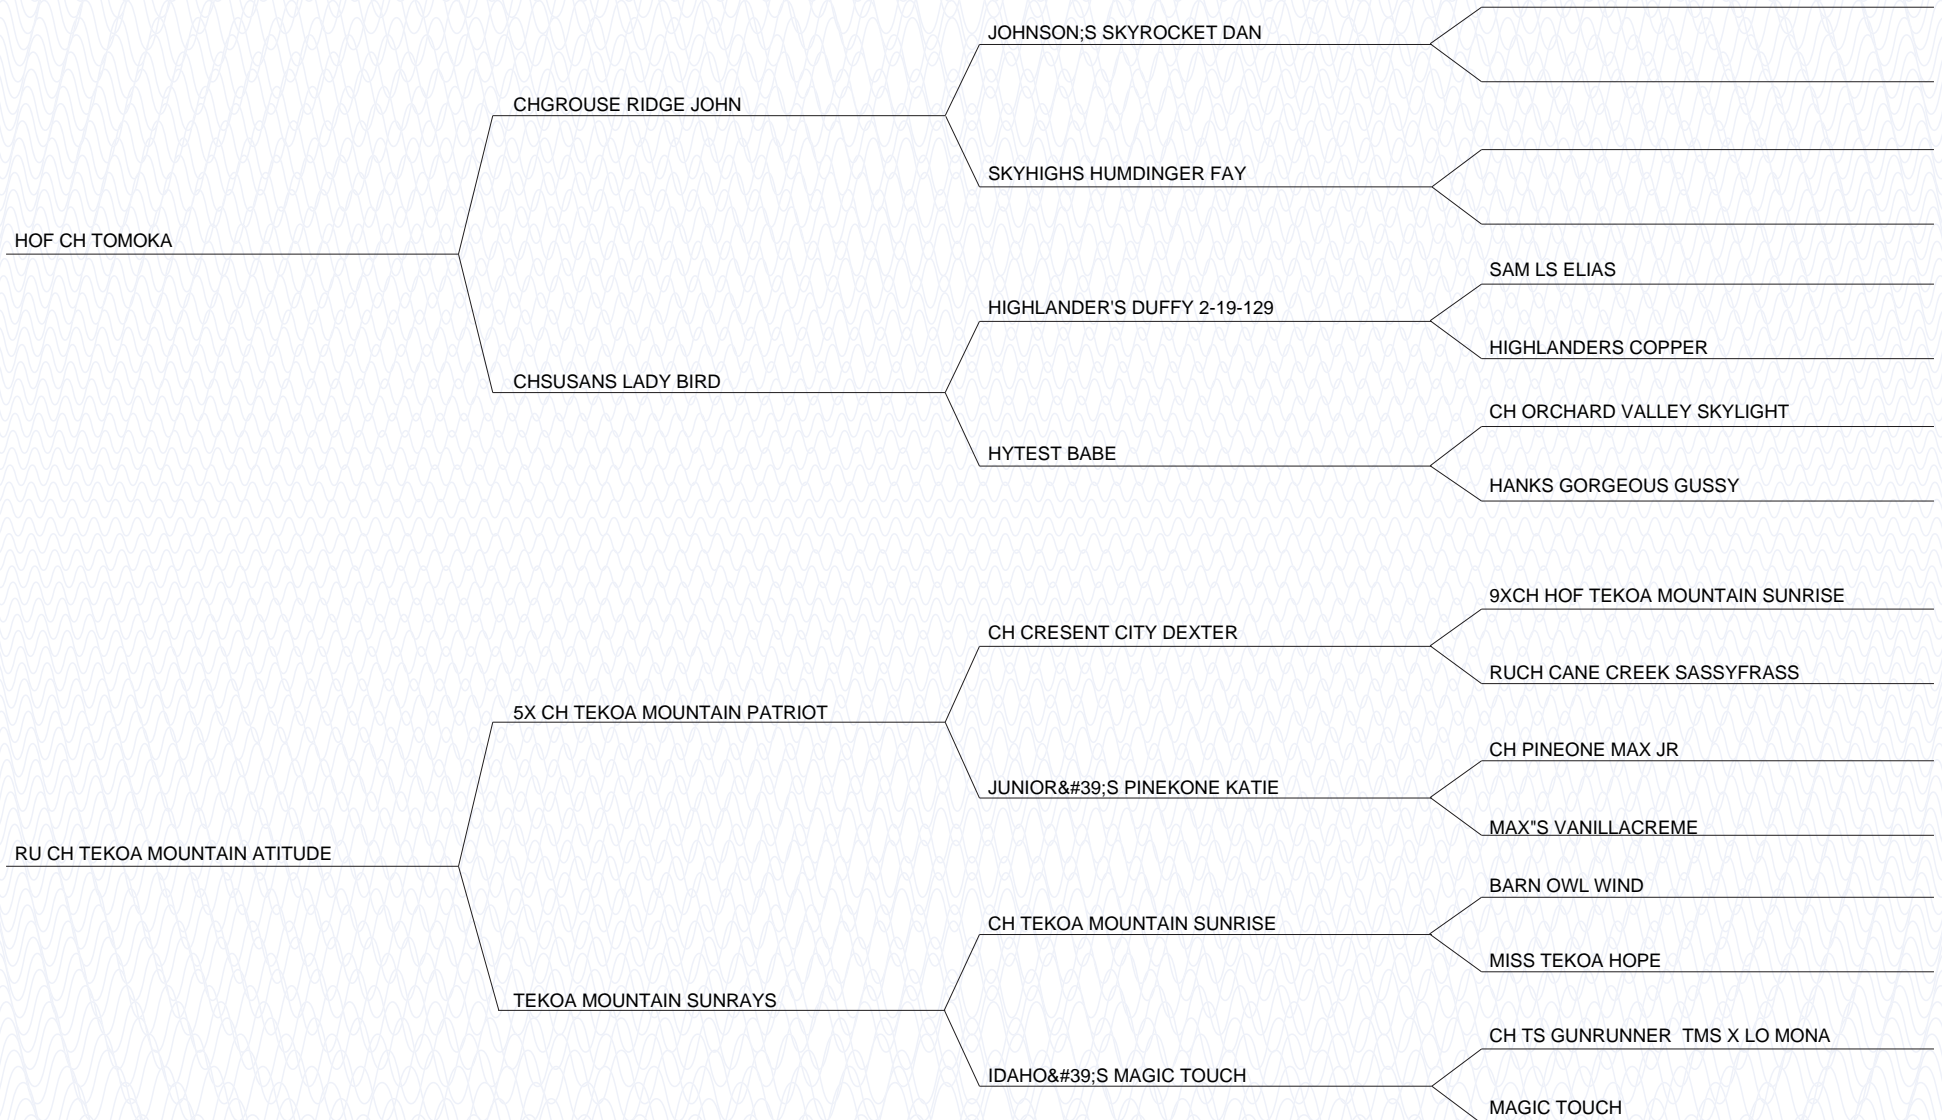 JOHNSON;S SKYROCKET DAN
CHGROUSE RIDGE JOHN
SKYHIGHS HUMDINGER FAY
HOF CH TOMOKA
SAM LS ELIAS
HIGHLANDER'S DUFFY 2-19-129
HIGHLANDERS COPPER
CHSUSANS LADY BIRD
CH ORCHARD VALLEY SKYLIGHT
HYTEST BABE
HANKS GORGEOUS GUSSY
9XCH HOF TEKOA MOUNTAIN SUNRISE
CH CRESENT CITY DEXTER
RUCH CANE CREEK SASSYFRASS
5X CH TEKOA MOUNTAIN PATRIOT
CH PINEONE MAX JR
JUNIOR&#39;S PINEKONE KATIE
MAX"S VANILLACREME
RU CH TEKOA MOUNTAIN ATITUDE
BARN OWL WIND
CH TEKOA MOUNTAIN SUNRISE
MISS TEKOA HOPE
TEKOA MOUNTAIN SUNRAYS
CH TS GUNRUNNER  TMS X LO MONA
IDAHO&#39;S MAGIC TOUCH
MAGIC TOUCH